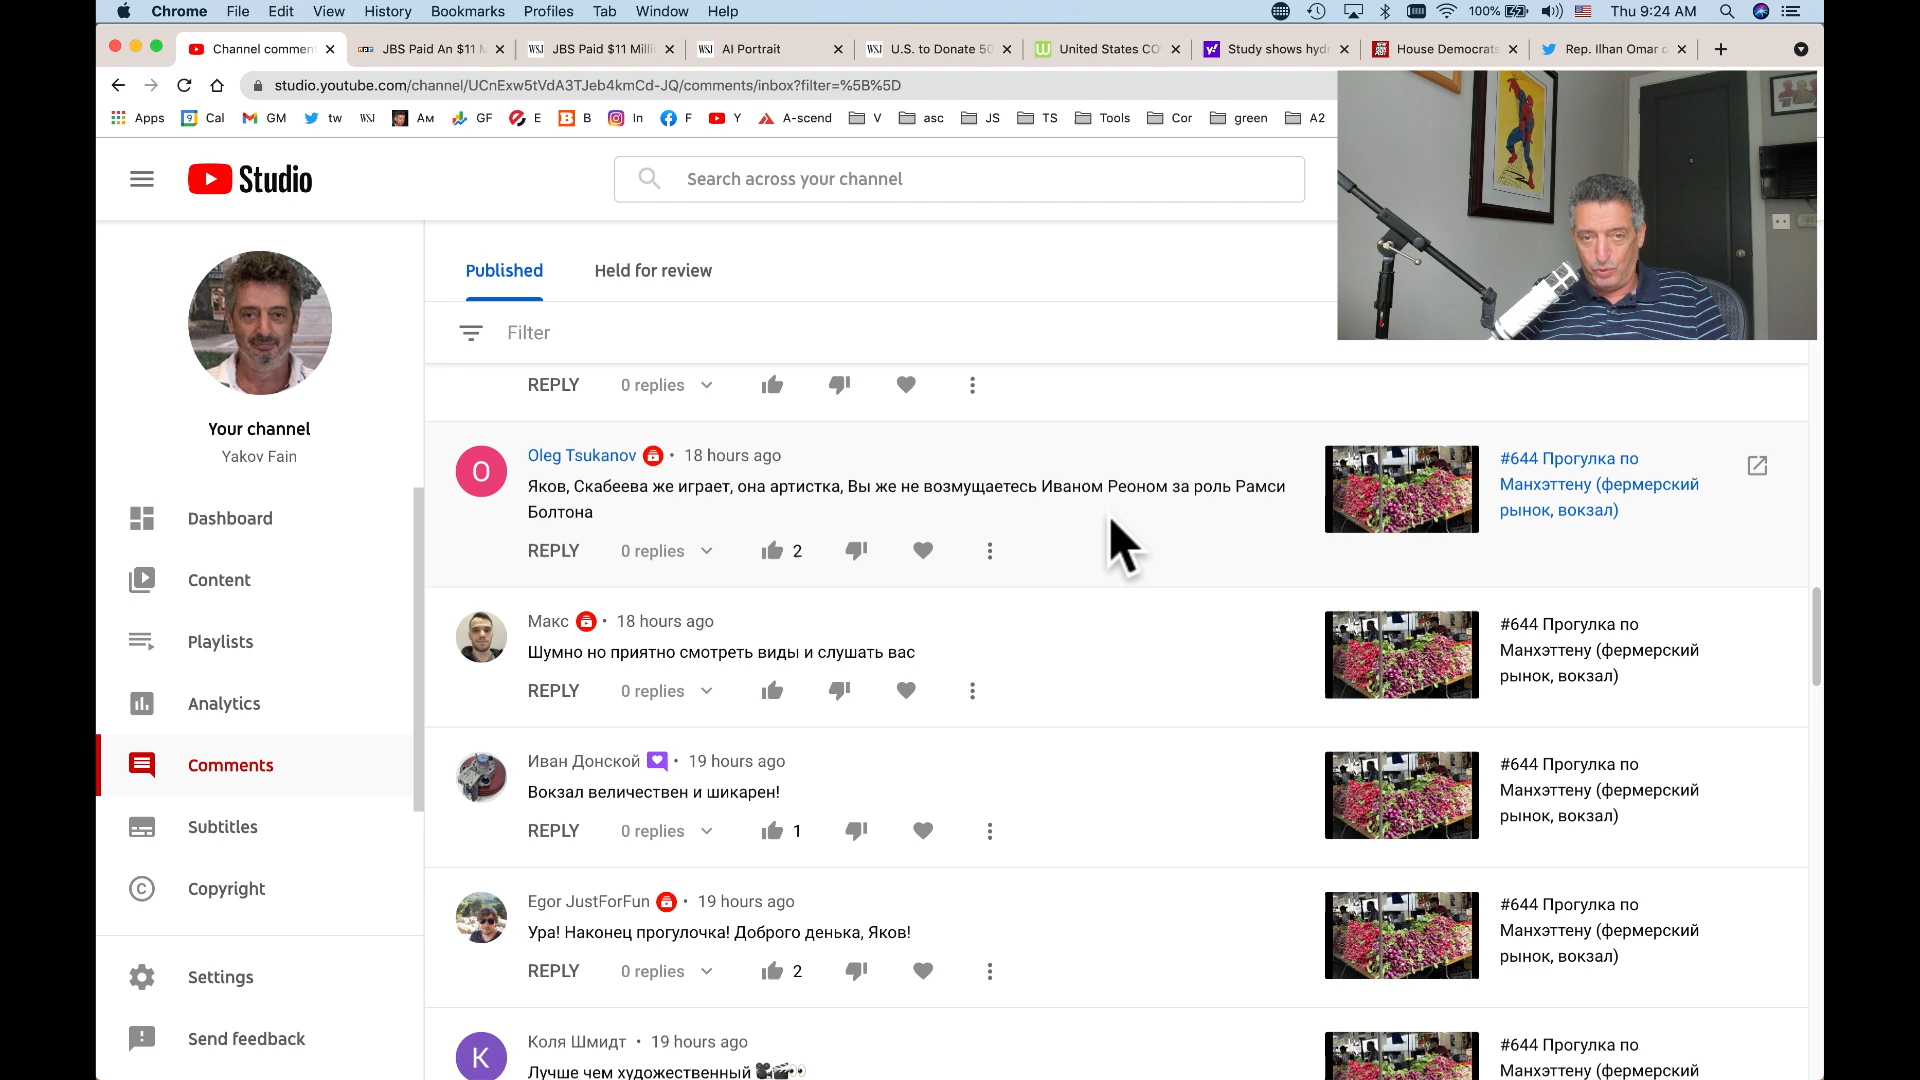 Chrome File Edit View History Bookmarks Profiles Tab Window Help 100% Thu 9:24 AM
Channel commen JBS Paid An $11 M WSJ JBS Paid $11 Milli WSJ AI Portrait WSJ U.S. to Donate 50 United States CO Study shows hyd House Democrats Rep. Ilhan Omar
studio.youtube.com/channel/UCnExw5tVdA3TJeb4kmCd-JQ/comments/inbox?filter=%5B%5D
Apps Cal GM tw WSJ Ам GF E B In F Y A-scend V asc JS TS Tools Cor green A2
Studio
Search across your channel
Published Held for review
Filter
Your channel
Yakov Fain
Dashboard
Content
Playlists
Analytics
Comments
Subtitles
Copyright
Settings
Send feedback
REPLY 0 replies
O
Oleg Tsukanov • 18 hours ago
Яков, Скабеева же играет, она артистка, Вы же не возмущаетесь Иваном Реоном за роль Рамси
Болтона
REPLY 0 replies 2
#644 Прогулка по
Манхэттену (фермерский
рынок, вокзал)
Макс • 18 hours ago
Шумно но приятно смотреть виды и слушать вас
REPLY 0 replies
#644 Прогулка по
Манхэттену (фермерский
рынок, вокзал)
Иван Донской • 19 hours ago
Вокзал величествен и шикарен!
REPLY 0 replies 1
#644 Прогулка по
Манхэттену (фермерский
рынок, вокзал)
Egor JustForFun • 19 hours ago
Ура! Наконец прогулочка! Доброго денька, Яков!
REPLY 0 replies 2
#644 Прогулка по
Манхэттену (фермерский
рынок, вокзал)
К
Коля Шмидт • 19 hours ago
Лучше чем художественный
#644 Прогулка по
Манхэттену (фермерский